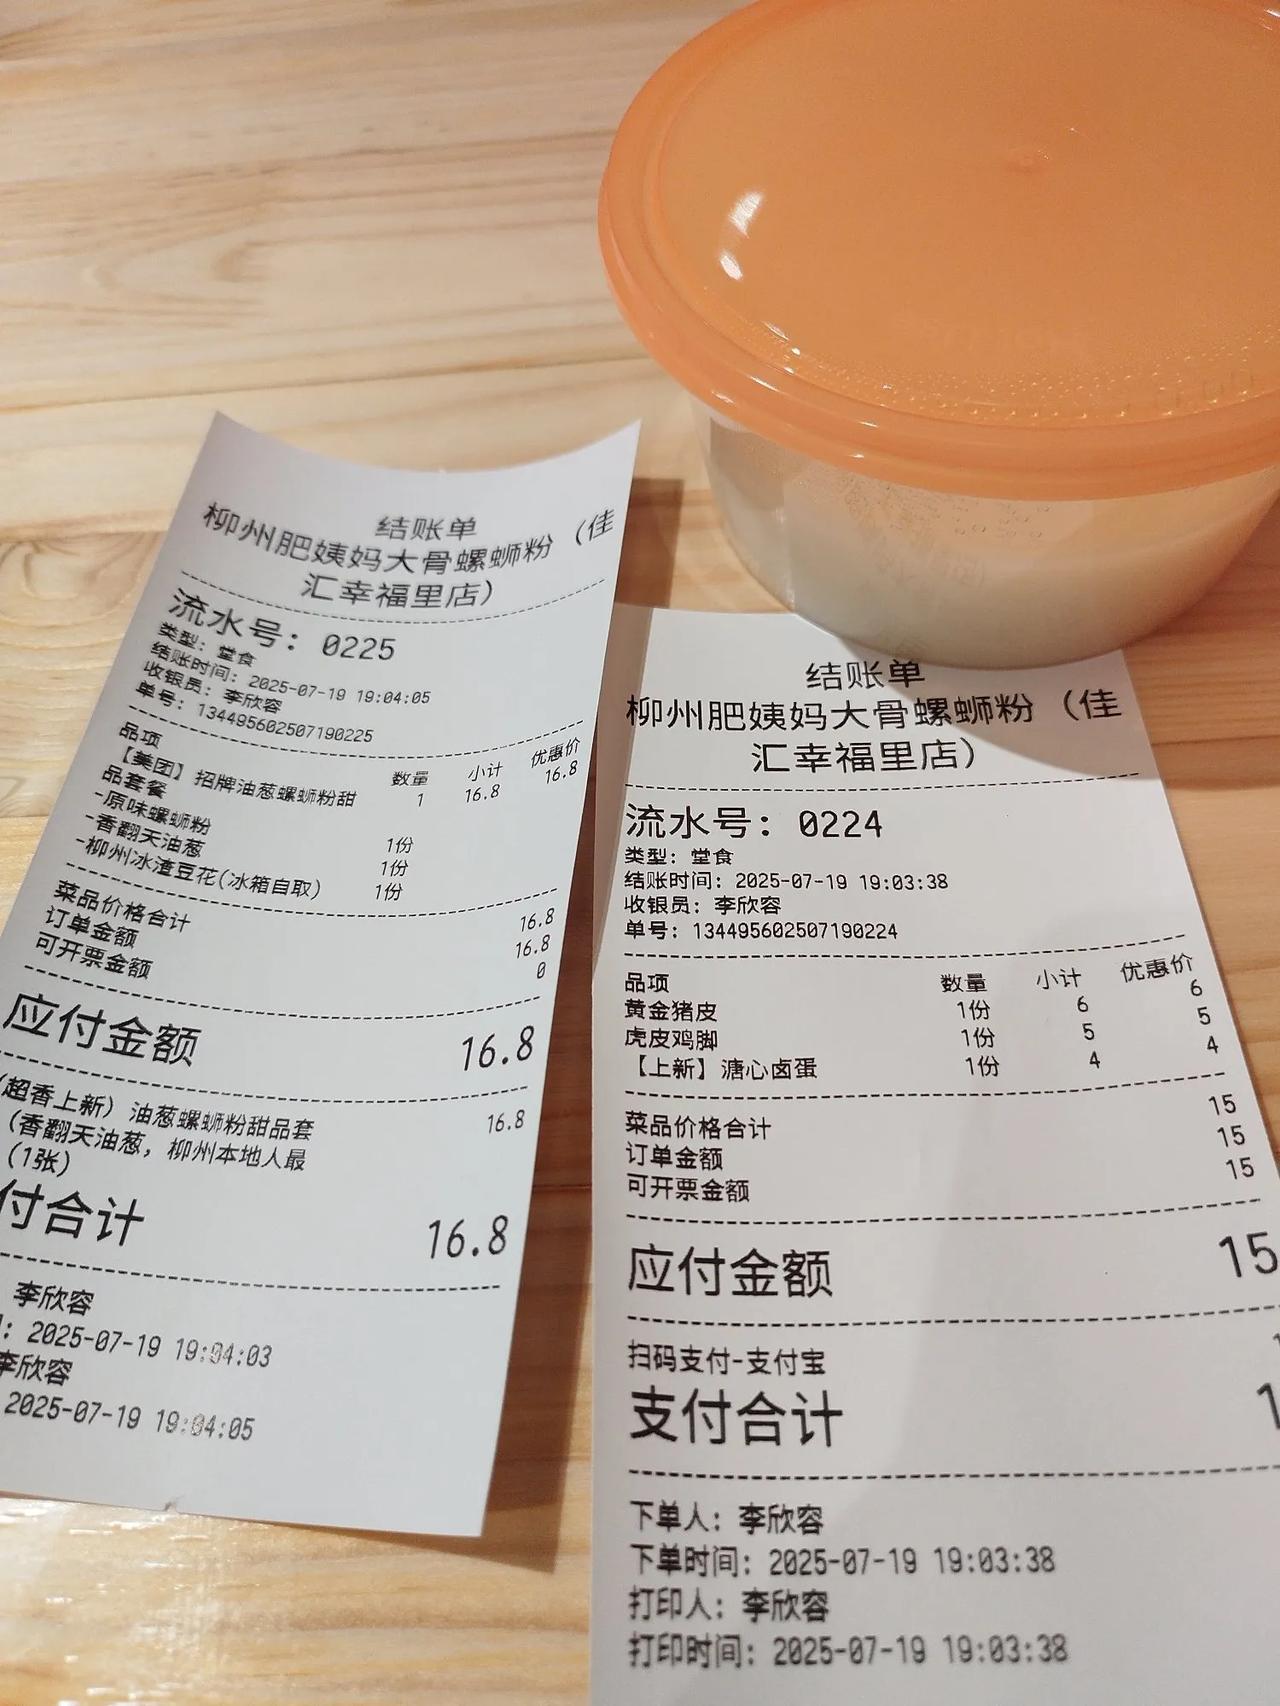 结账单
柳州肥姨妈大骨螺蛳粉（佳
汇幸福里店）
流水号：0225
类型：堂食
结账时间：2025-07-19 19:04:05
收银员：李欣容
单号：134495602507190225
品项 数量 小计 优惠价
【美团】招牌油葱螺蛳粉甜 1 16.8 16.8
品套餐
-原味螺蛳粉 1份
-香翻天油葱 1份
-柳州冰渣豆花(冰箱自取) 1份
菜品价格合计 16.8
订单金额 16.8
可开票金额 0
应付金额 16.8
(超香上新）油葱螺蛳粉甜品套 16.8
（香翻天油葱，柳州本地人最
（1张）
付合计 16.8
李欣容
：2025-07-19 19:04:03
李欣容
2025-07-19 19:04:05
结账单
柳州肥姨妈大骨螺蛳粉（佳
汇幸福里店）
流水号：0224
类型：堂食
结账时间：2025-07-19 19:03:38
收银员：李欣容
单号：134495602507190224
品项 数量 小计 优惠价
黄金猪皮 1份 6 6
虎皮鸡脚 1份 5 5
【上新】溏心卤蛋 1份 4 4
菜品价格合计 15
订单金额 15
可开票金额 15
应付金额 15
扫码支付-支付宝
支付合计
下单人：李欣容
下单时间：2025-07-19 19:03:38
打印人：李欣容
打印时间：2025-07-19 19:03:38